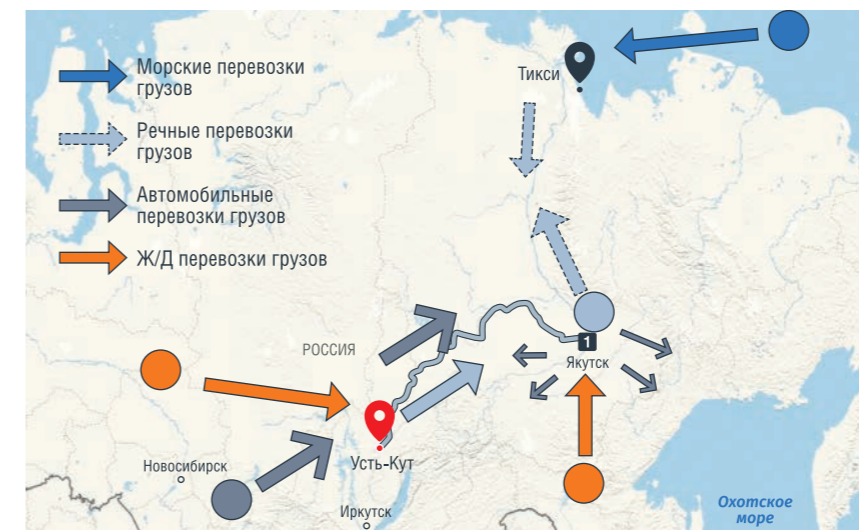 Морские перевозки
грузов
Речные перевозки
грузов
Автомобильные
перевозки грузов
Ж/Д перевозки грузов
Тикси
РОССИЯ
1
Якутск
Усть-Кут
Новосибирск
Иркутск
Охотское
море